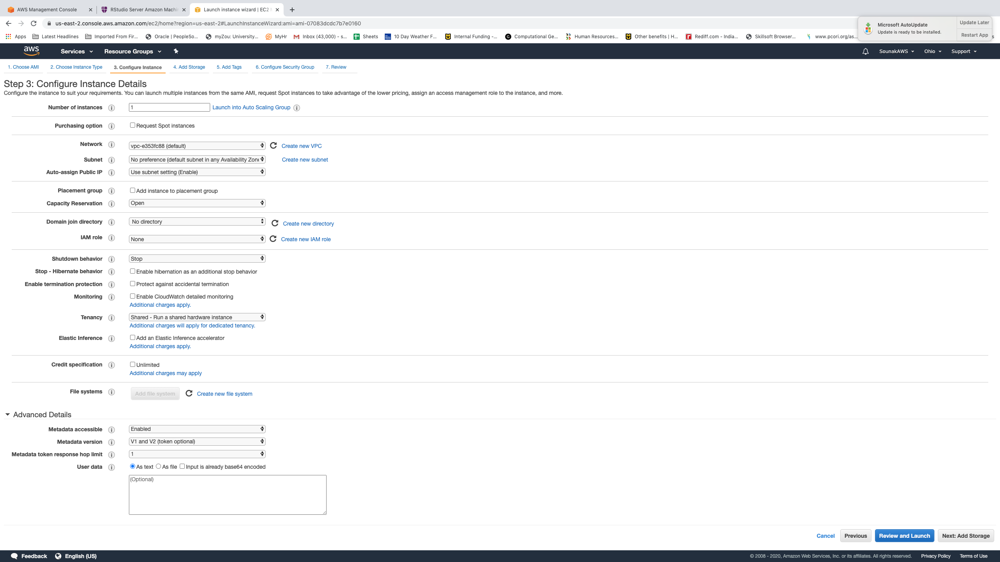 AWS Management Console
RStudio Server Amazon Machi
Launch instance wizard | EC2
us-east-2.console.aws.amazon.com/ec2/home?region=us-east-2#LaunchInstanceWizard:ami=ami-07083dcdc7b7e0160
Microsoft AutoUpdate
Update is ready to be installed.
Update Later
Restart App
Apps Latest Headlines Imported From Fir... Oracle | PeopleSo... myZou: University... MyHr Inbox (43,000) - s... Sheets 10 Day Weather F... Internal Funding -... Computational Ge... Human Resources... Other benefits | H... Rediff.com - India... Skillsoft Browser... www.pcori.org/as...
aws Services Resource Groups SounakAWS Ohio Support
1. Choose AMI 2. Choose Instance Type 3. Configure Instance 4. Add Storage 5. Add Tags 6. Configure Security Group 7. Review
Step 3: Configure Instance Details
Configure the instance to suit your requirements. You can launch multiple instances from the same AMI, request Spot instances to take advantage of the lower pricing, assign an access management role to the instance, and more.
Number of instances 1 Launch into Auto Scaling Group
Purchasing option Request Spot instances
Network vpc-e353fc88 (default) Create new VPC
Subnet No preference (default subnet in any Availability Zone Create new subnet
Auto-assign Public IP Use subnet setting (Enable)
Placement group Add instance to placement group
Capacity Reservation Open
Domain join directory No directory Create new directory
IAM role None Create new IAM role
Shutdown behavior Stop
Stop - Hibernate behavior Enable hibernation as an additional stop behavior
Enable termination protection Protect against accidental termination
Monitoring Enable CloudWatch detailed monitoring
Additional charges apply.
Tenancy Shared - Run a shared hardware instance
Additional charges will apply for dedicated tenancy.
Elastic Inference Add an Elastic Inference accelerator
Additional charges apply.
Credit specification Unlimited
Additional charges may apply
File systems Add file system Create new file system
Advanced Details
Metadata accessible Enabled
Metadata version V1 and V2 (token optional)
Metadata token response hop limit 1
User data As text As file Input is already base64 encoded
(Optional)
Cancel Previous Review and Launch Next: Add Storage
Feedback English (US) © 2008 - 2020, Amazon Web Services, Inc. or its affiliates. All rights reserved. Privacy Policy Terms of Use